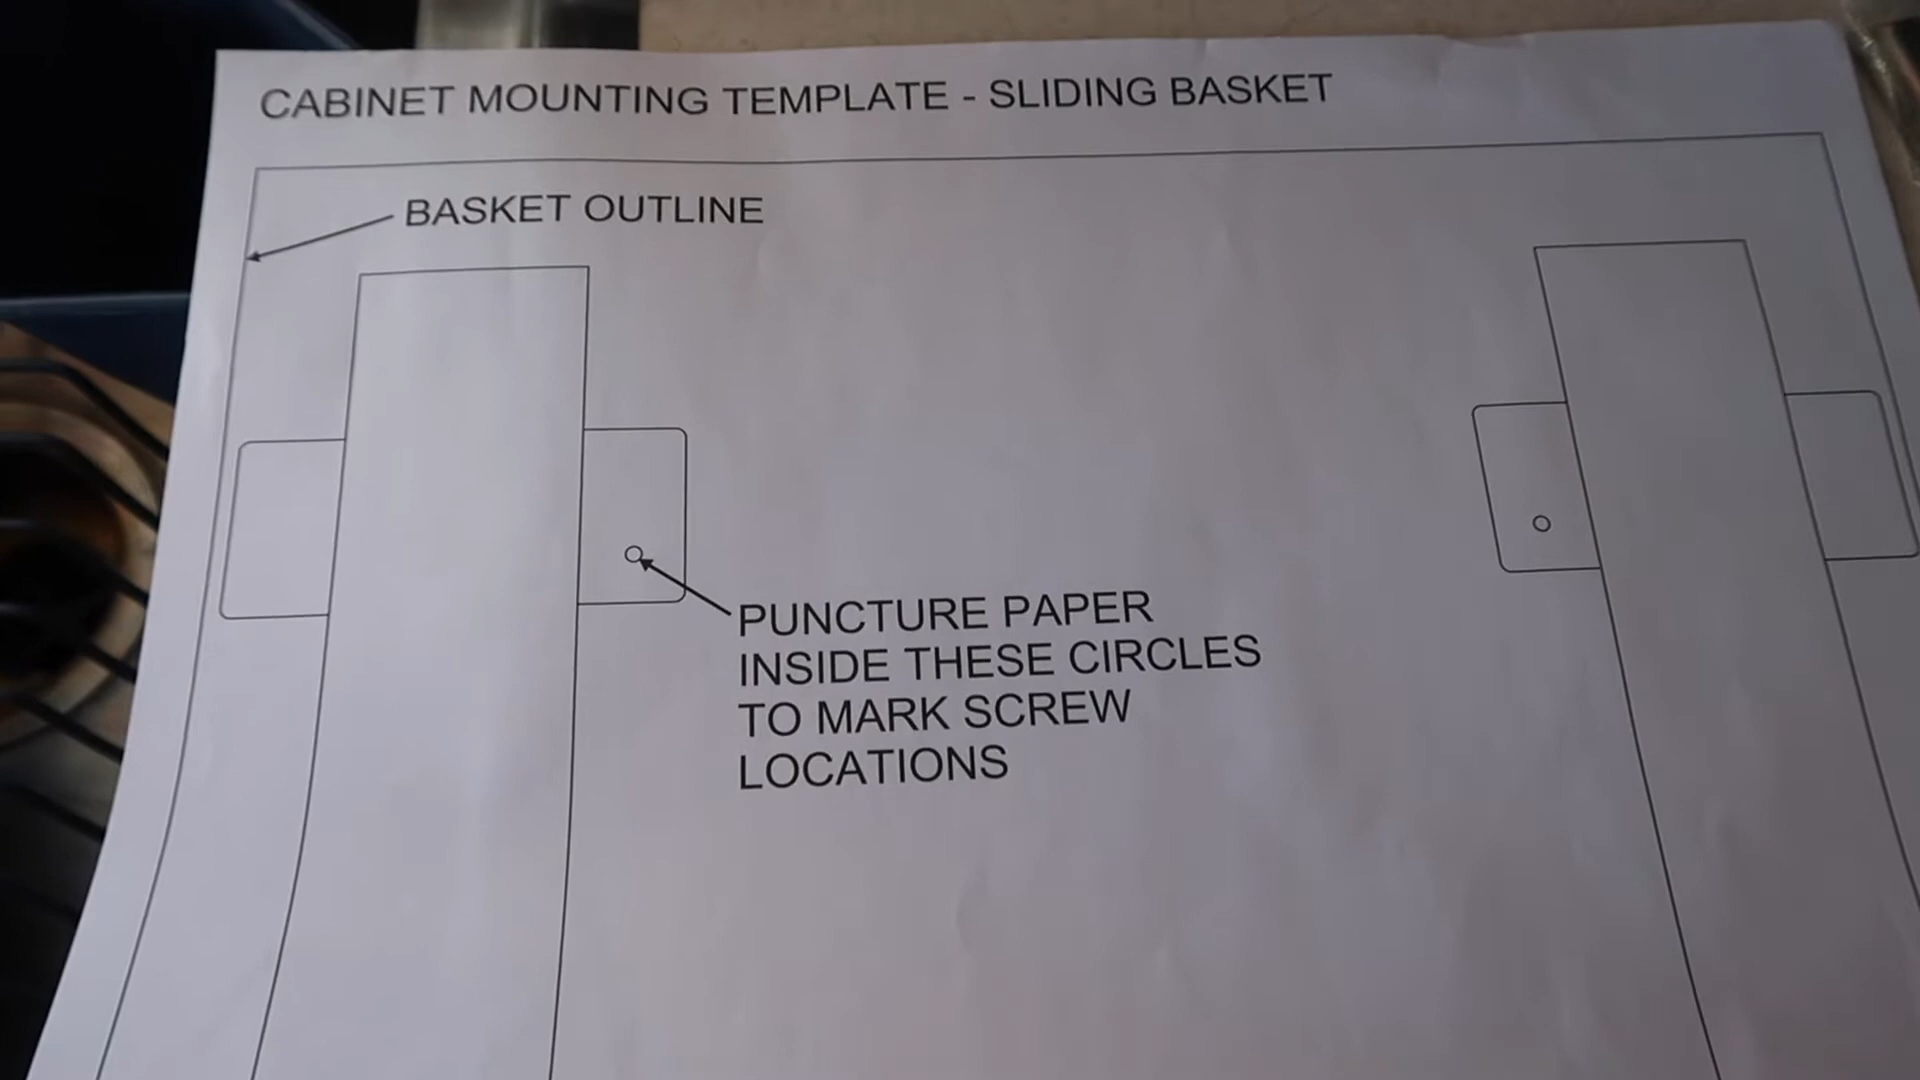 CABINET MOUNTING TEMPLATE - SLIDING BASKET
BASKET OUTLINE
PUNCTURE PAPER
INSIDE THESE CIRCLES
TO MARK SCREW
LOCATIONS